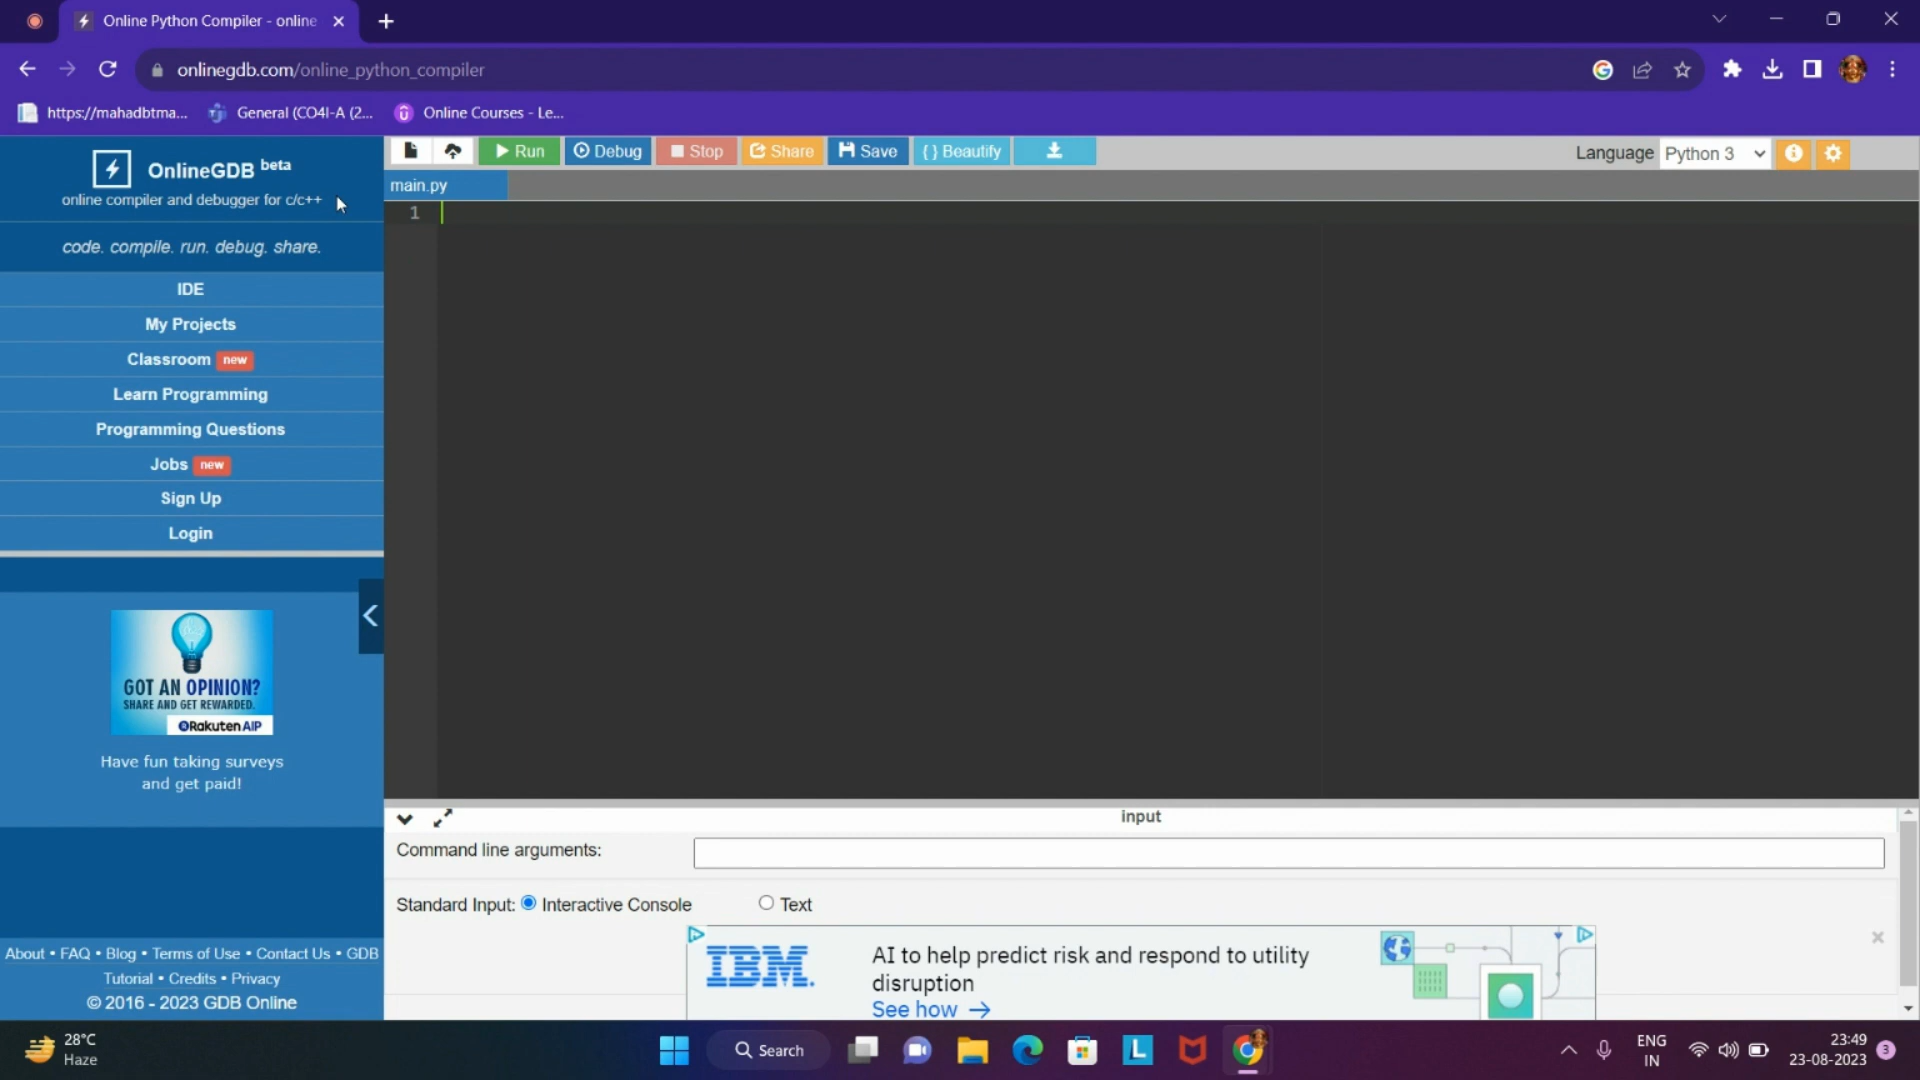 Online Python Compiler - online
onlinegdb.com/online_python_compiler
https://mahadbtma... General (CO4I-A (2... Online Courses - Le...
OnlineGDB beta
online compiler and debugger for c/c++
code. compile. run. debug. share.
IDE
My Projects
Classroom new
Learn Programming
Programming Questions
Jobs new
Sign Up
Login
GOT AN OPINION?
SHARE AND GET REWARDED.
Rakuten AIP
Have fun taking surveys
and get paid!
About • FAQ • Blog • Terms of Use • Contact Us • GDB
Tutorial • Credits • Privacy
© 2016 - 2023 GDB Online
Run Debug Stop Share Save { } Beautify
Language Python 3
main.py
1
input
Command line arguments:
Standard Input: Interactive Console Text
IBM.
AI to help predict risk and respond to utility
disruption
See how →
28°C
Haze
Search
L
ENG
IN
23:49
23-08-2023
3